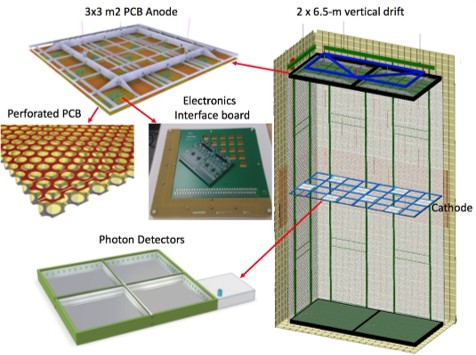 3x3 m2 PCB Anode
2 x 6.5-m vertical drift
Perforated PCB
Electronics
Interface board
Cathode
Photon Detectors